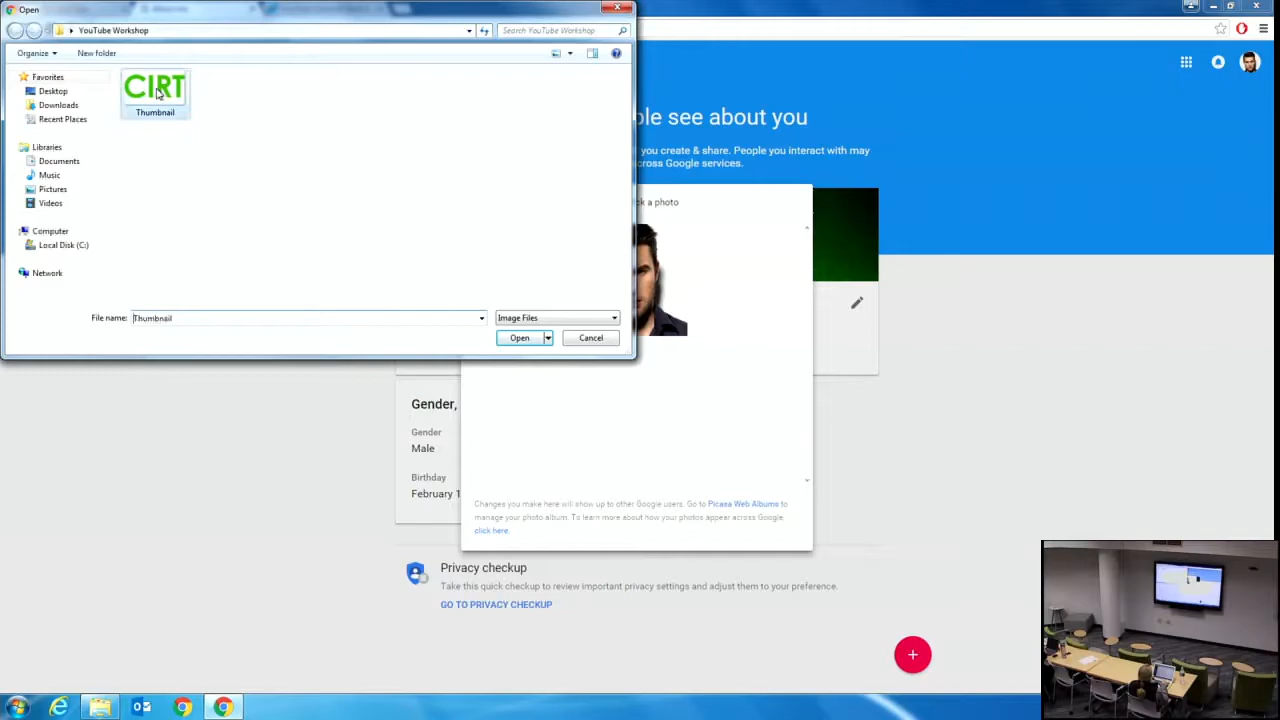 Open
YouTube Workshop
Search YouTube Workshop
Organize
New folder
Favorites
Desktop
Downloads
Recent Places
Libraries
Documents
Music
Pictures
Videos
Computer
Local Disk (C:)
Network
CIRT
Thumbnail
File name:
Thumbnail
Image Files
Open
Cancel
ple see about you
you create & share. People you interact with may
cross Google services.
ck a photo
Gender,
Gender
Male
Birthday
February 1
Changes you make here will show up to other Google users. Go to Picasa Web Albums to
manage your photo album. To learn more about how your photos appear across Google,
click here.
Privacy checkup
Take this quick checkup to review important privacy settings and adjust them to your preference.
GO TO PRIVACY CHECKUP